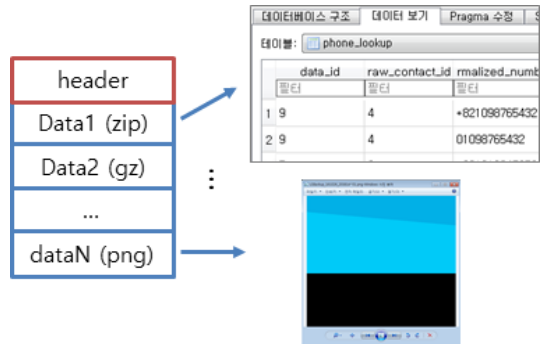 header
Data1 (zip)
Data2 (gz)
...
dataN (png)
⋮
데이터베이스 구조 데이터 보기 Pragma 수정 S
테이블: phone_lookup
data_id raw_contact_id rmalized_numb
필터 필터 필터
1 9 4 +821098765432
2 9 4 01098765432